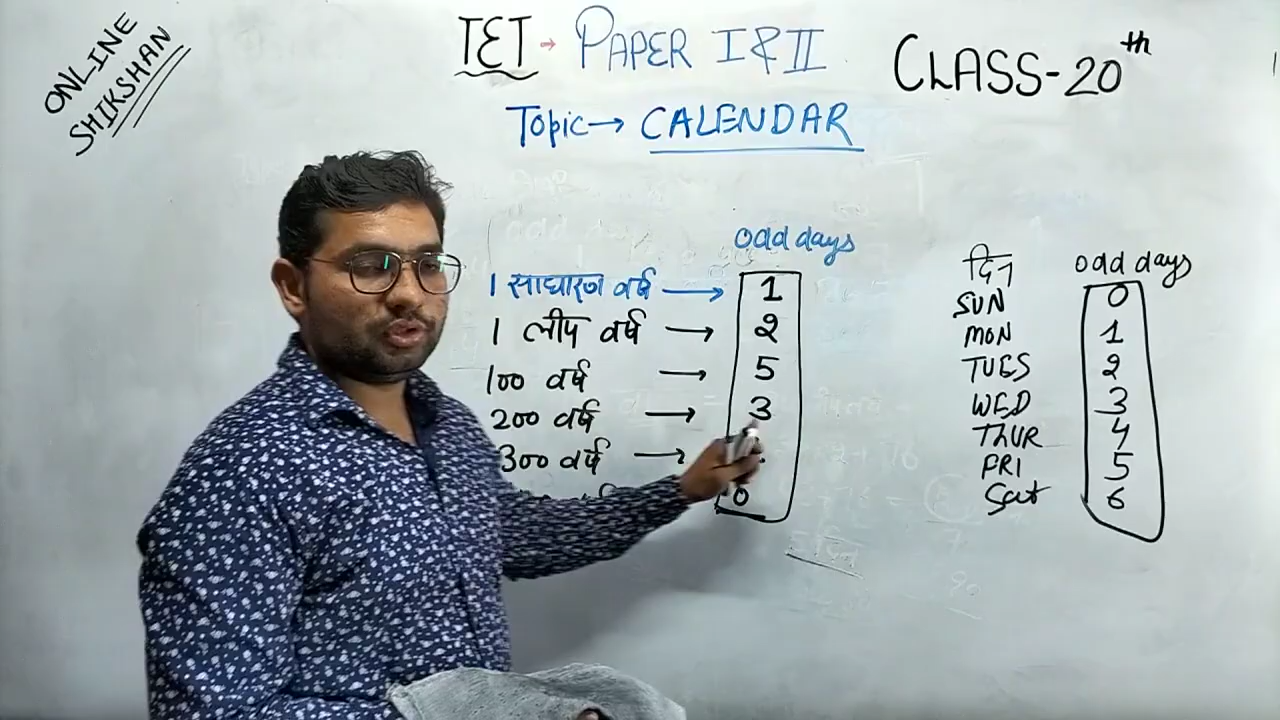 ONLINE
SHIKSHAN
TET → PAPER I & II
CLASS-20th
Topic → CALENDAR
odd days
1 साधारण वर्ष → 1
1 लीप वर्ष → 2
100 वर्ष → 5
200 वर्ष → 3
300 वर्ष →
0
दिन odd days
SUN 0
MON 1
TUES 2
WED 3
THUR 4
FRI 5
Sat 6